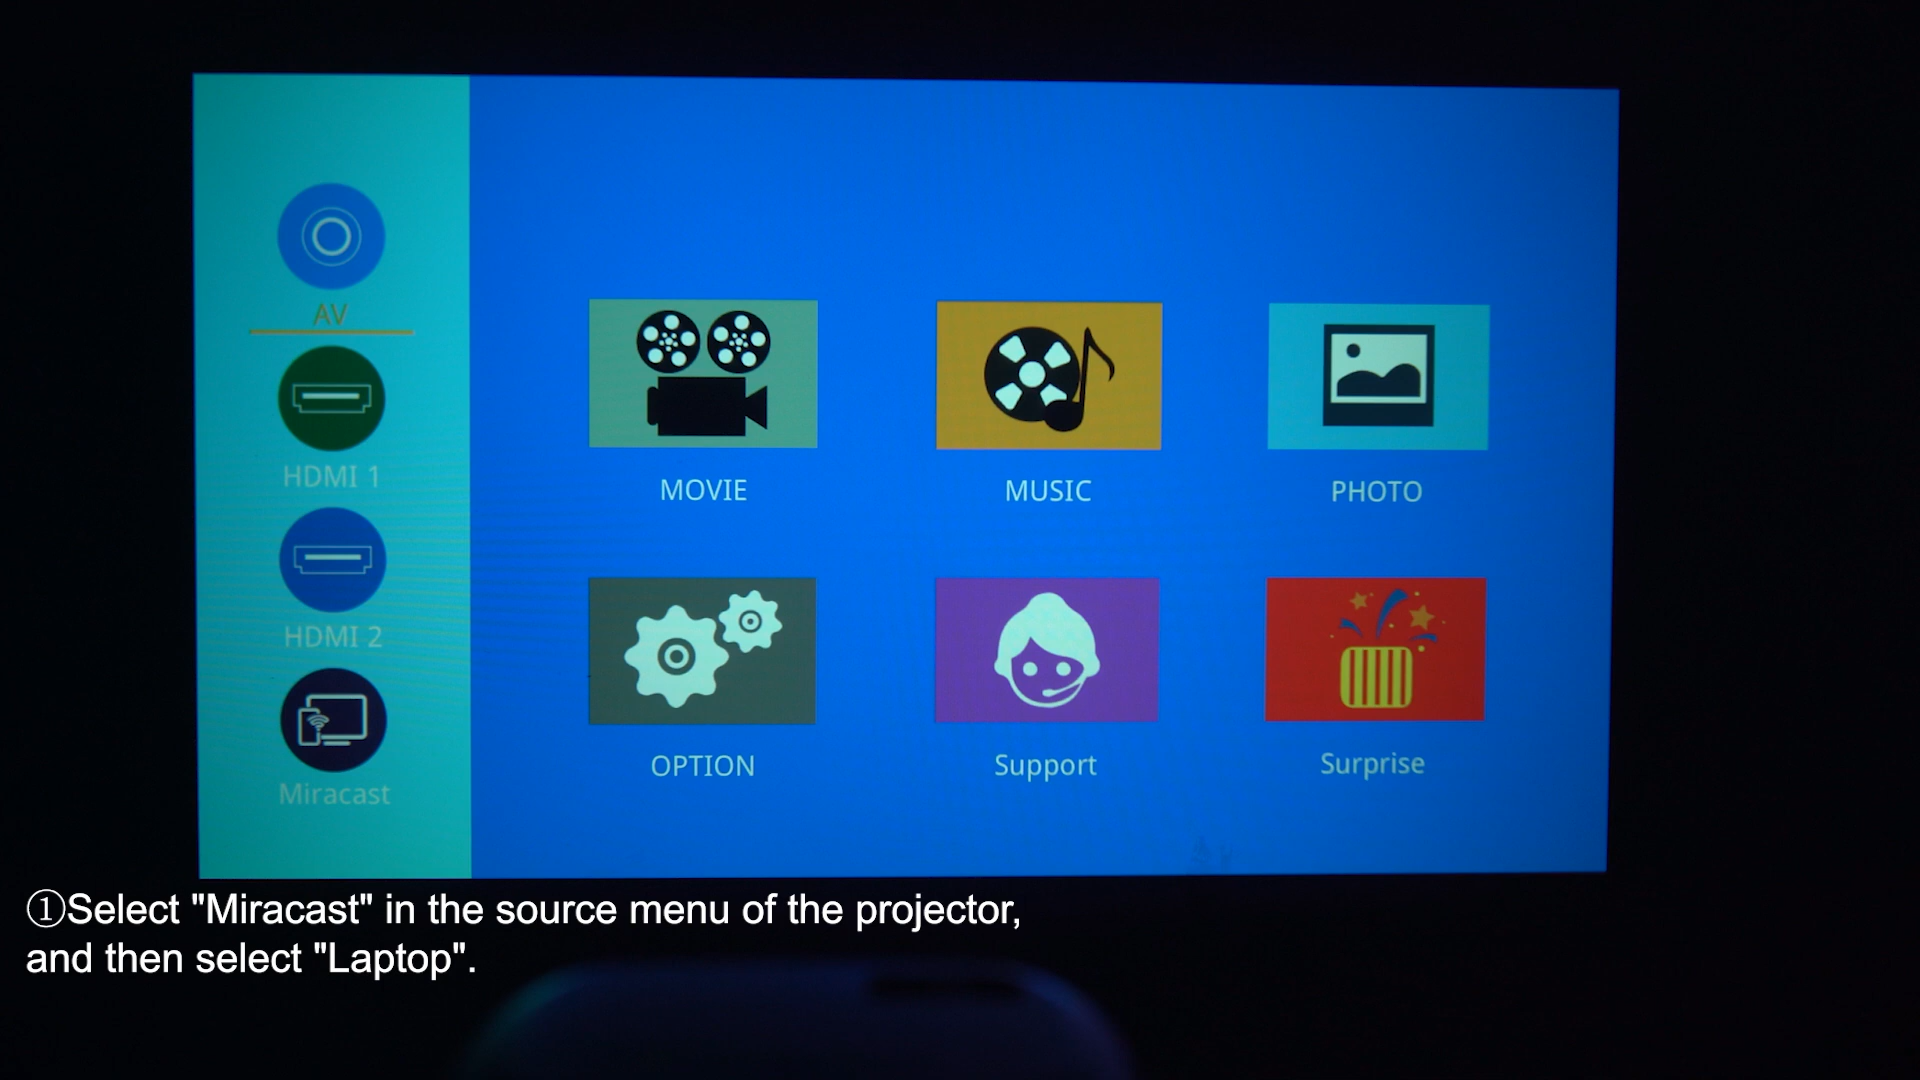 AV
HDMI 1
HDMI 2
Miracast
MOVIE
MUSIC
PHOTO
OPTION
Support
Surprise
①Select "Miracast" in the source menu of the projector,
and then select "Laptop".